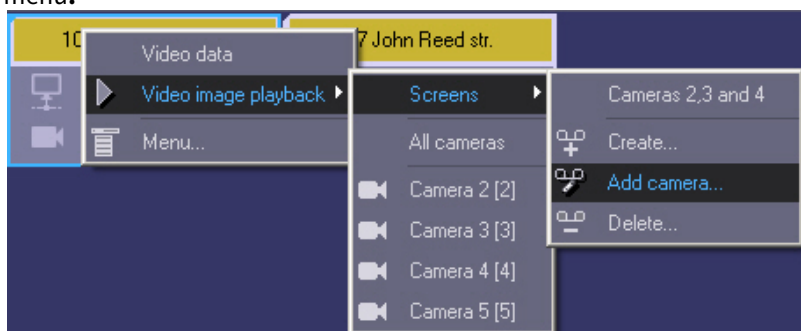 menu.
10
7 John Reed str.
Video data
Video image playback
Menu...
Screens
All cameras
Camera 2 [2]
Camera 3 [3]
Camera 4 [4]
Camera 5 [5]
Cameras 2,3 and 4
Create...
Add camera...
Delete...